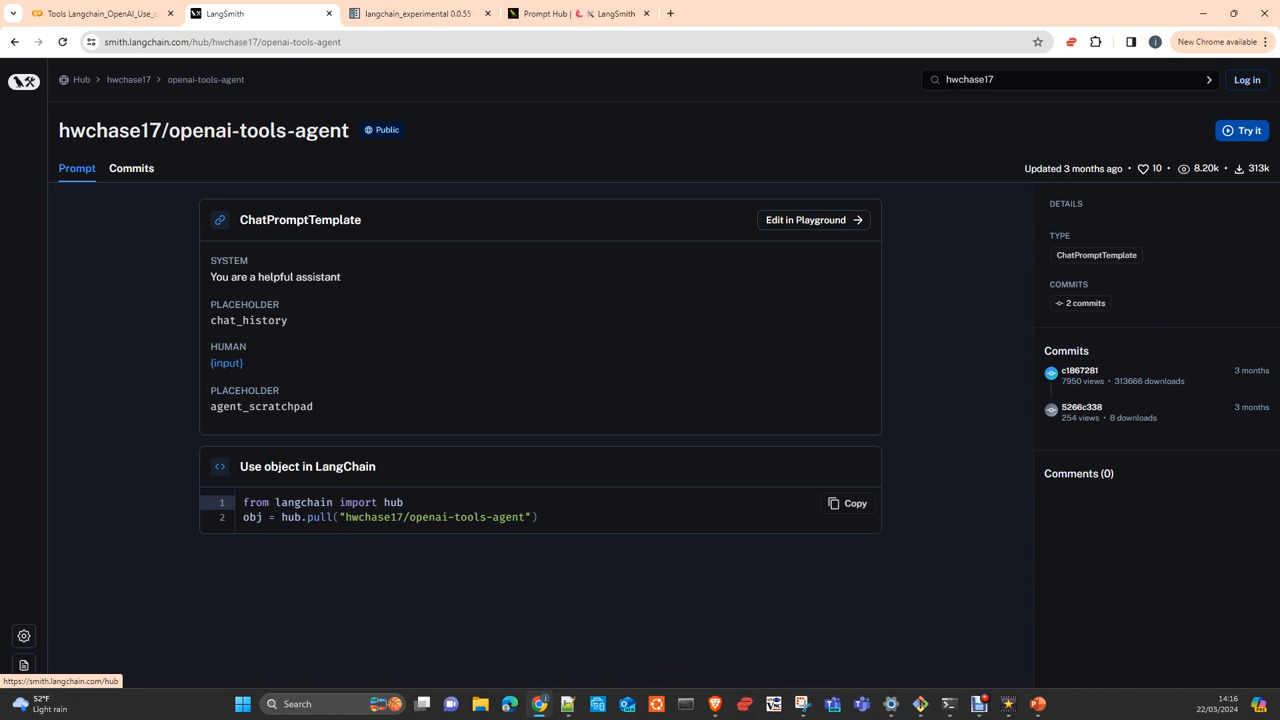 Tools Langchain_OpenAI_Use_c
LangSmith
langchain_experimental 0.0.55
Prompt Hub | 🦜🛠️ LangSmith
smith.langchain.com/hub/hwchase17/openai-tools-agent
New Chrome available
Hub > hwchase17 > openai-tools-agent
hwchase17
Log in
hwchase17/openai-tools-agent
Public
Try it
Prompt
Commits
Updated 3 months ago • 10 • 8.20k • 313k
ChatPromptTemplate
Edit in Playground
SYSTEM
You are a helpful assistant
PLACEHOLDER
chat_history
HUMAN
{input}
PLACEHOLDER
agent_scratchpad
Use object in LangChain
1 from langchain import hub
2 obj = hub.pull("hwchase17/openai-tools-agent")
Copy
DETAILS
TYPE
ChatPromptTemplate
COMMITS
2 commits
Commits
c1867281 3 months
7950 views • 313666 downloads
5266c338 3 months
254 views • 8 downloads
Comments (0)
https://smith.langchain.com/hub
52°F
Light rain
Search
14:16
22/03/2024